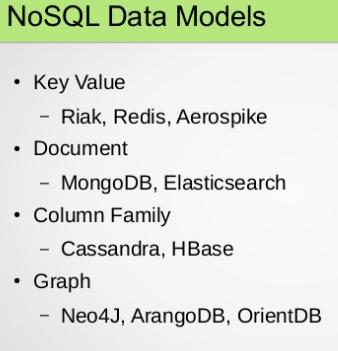 NoSQL Data Models
• Key Value
– Riak, Redis, Aerospike
• Document
– MongoDB, Elasticsearch
• Column Family
– Cassandra, HBase
• Graph
– Neo4J, ArangoDB, OrientDB